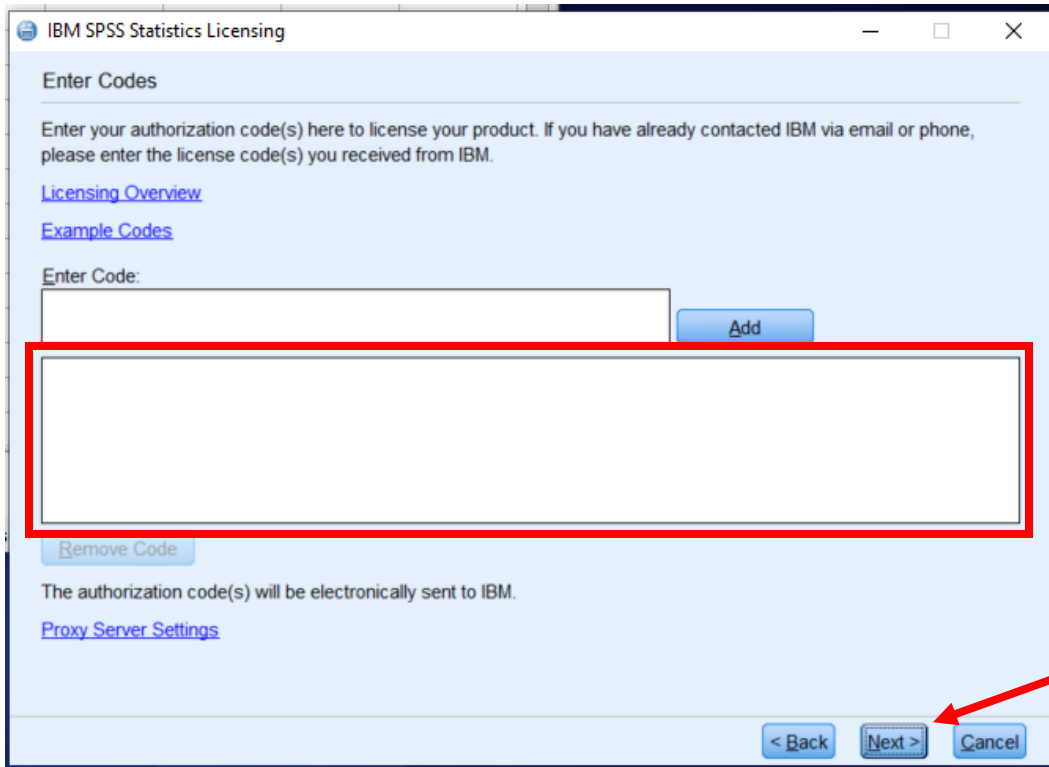 IBM SPSS Statistics Licensing
Enter Codes
Enter your authorization code(s) here to license your product. If you have already contacted IBM via email or phone,
please enter the license code(s) you received from IBM.
Licensing Overview
Example Codes
Enter Code:
Add
Remove Code
The authorization code(s) will be electronically sent to IBM.
Proxy Server Settings
< Back Next > Cancel